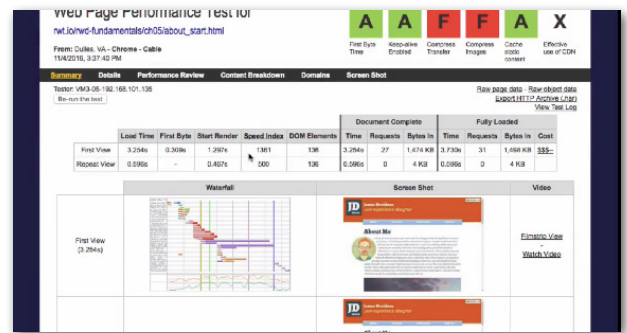 Web Page Performance Test for
rwt.io/rwd-fundamentals/ch05/about_start.html
From: Dulles, VA - Chrome - Cable
11/4/2016, 3:37:40 PM
A A F F A X
First Byte Time Keep-alive Enabled Compress Transfer Compress Images Cache static content Effective use of CDN
Summary Details Performance Review Content Breakdown Domains Screen Shot
Tester: VM3-06-192.168.101.136
Re-run the test
Raw page data - Raw object data
Export HTTP Archive (.har)
View Test Log
Document Complete Fully Loaded
Load Time First Byte Start Render Speed Index DOM Elements Time Requests Bytes In Time Requests Bytes In Cost
First View 3.254s 0.309s 1.297s 1361 136 3.254s 27 1,474 KB 3.730s 31 1,498 KB $$$--
Repeat View 0.596s - 0.487s 500 136 0.596s 0 4 KB 0.596s 0 4 KB
Waterfall Screen Shot Video
First View
(3.254s)
JD
About Me
Filmstrip View
-
Watch Video
JD